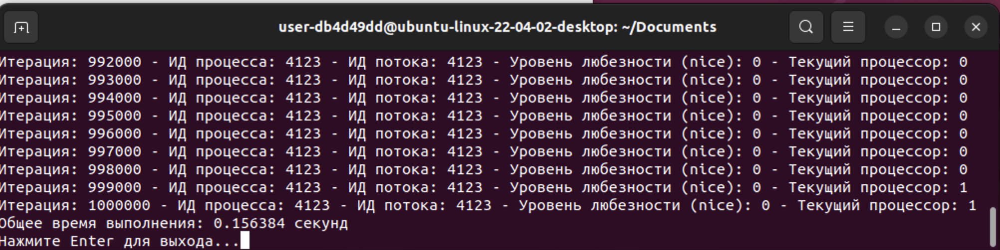 user-db4d49dd@ubuntu-linux-22-04-02-desktop: ~/Documents
Итерация: 992000 - ИД процесса: 4123 - ИД потока: 4123 - Уровень любезности (nice): 0 - Текущий процессор: 0
Итерация: 993000 - ИД процесса: 4123 - ИД потока: 4123 - Уровень любезности (nice): 0 - Текущий процессор: 0
Итерация: 994000 - ИД процесса: 4123 - ИД потока: 4123 - Уровень любезности (nice): 0 - Текущий процессор: 0
Итерация: 995000 - ИД процесса: 4123 - ИД потока: 4123 - Уровень любезности (nice): 0 - Текущий процессор: 0
Итерация: 996000 - ИД процесса: 4123 - ИД потока: 4123 - Уровень любезности (nice): 0 - Текущий процессор: 0
Итерация: 997000 - ИД процесса: 4123 - ИД потока: 4123 - Уровень любезности (nice): 0 - Текущий процессор: 0
Итерация: 998000 - ИД процесса: 4123 - ИД потока: 4123 - Уровень любезности (nice): 0 - Текущий процессор: 0
Итерация: 999000 - ИД процесса: 4123 - ИД потока: 4123 - Уровень любезности (nice): 0 - Текущий процессор: 1
Итерация: 1000000 - ИД процесса: 4123 - ИД потока: 4123 - Уровень любезности (nice): 0 - Текущий процессор: 1
Общее время выполнения: 0.156384 секунд
Нажмите Enter для выхода...